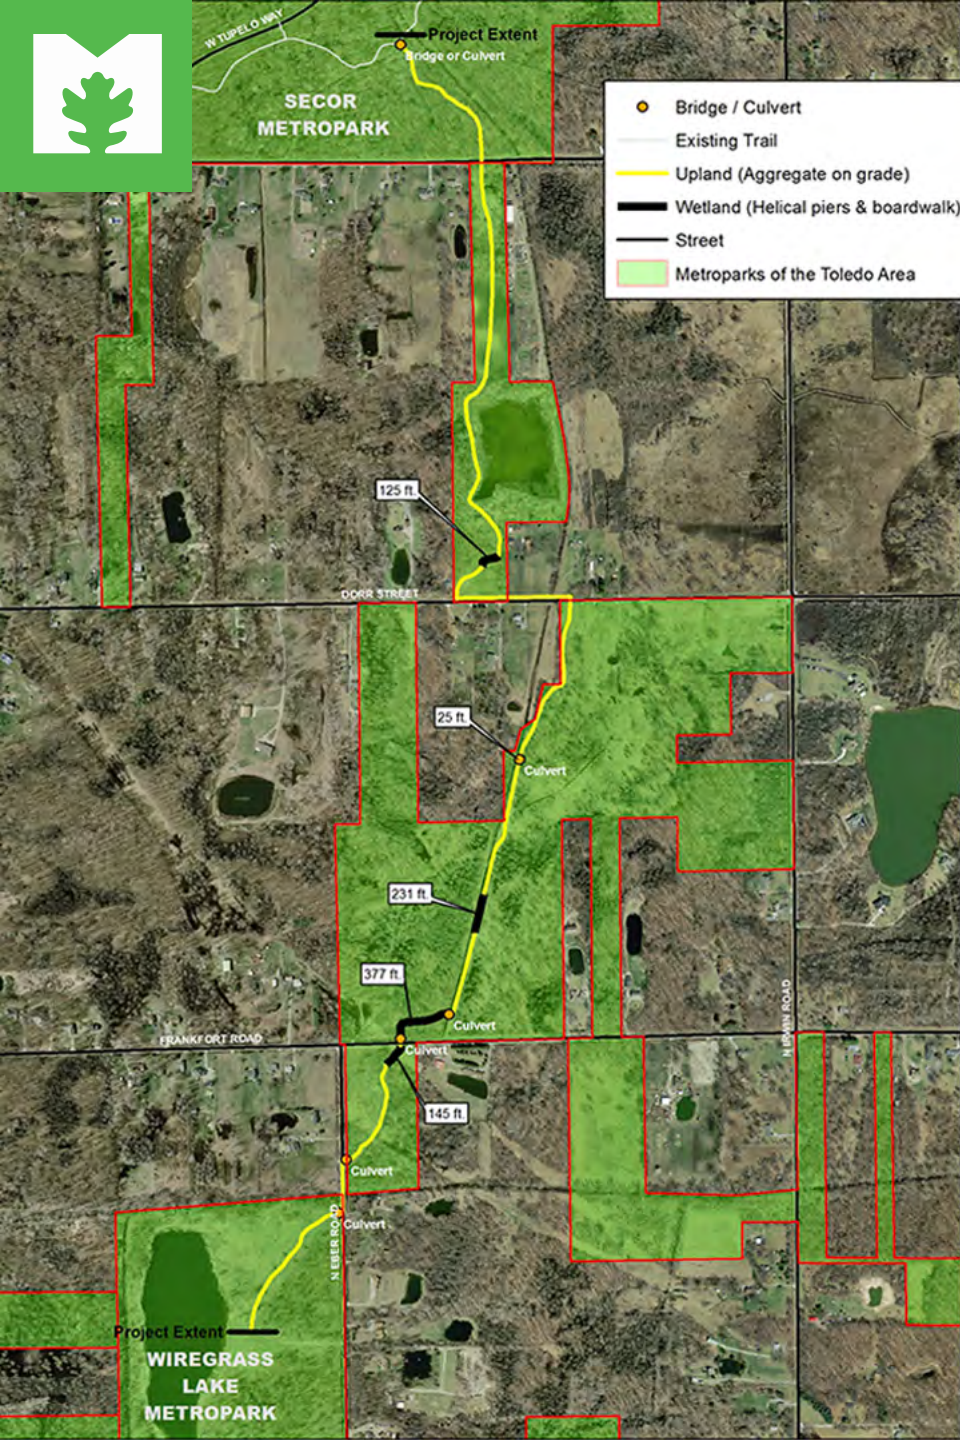 W TUPELO WAY
Project Extent
Bridge or Culvert
SECOR
METROPARK
Bridge / Culvert
Existing Trail
Upland (Aggregate on grade)
Wetland (Helical piers & boardwalk)
Street
Metroparks of the Toledo Area
125 ft.
DORR STREET
25 ft.
Culvert
231 ft.
377 ft.
Culvert
N IRWIN ROAD
FRANKFORT ROAD
Culvert
145 ft.
Culvert
N EBER ROAD
Culvert
Project Extent
WIREGRASS
LAKE
METROPARK